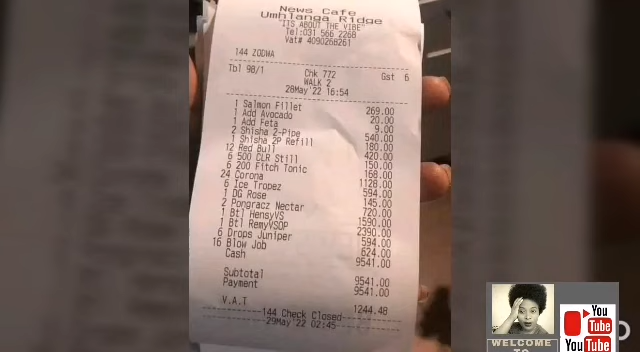 News Cafe
Umhlanga Ridge
"ITS ABOUT THE VIBE"
Tel:031 566 2268
Vat# 4090268261
144 ZODWA
Tbl 98/1 Chk 772 Gst 6
WALK 2
28May'22 16:54
1 Salmon Fillet 269.00
1 Add Avocado 20.00
1 Add Feta 9.00
2 Shisha 2-Pipe 540.00
1 Shisha 2P Refill 180.00
12 Red Bull 420.00
6 500 CLR Still 150.00
6 200 Fitch Tonic 168.00
24 Corona 1128.00
6 Ice Tropez 594.00
1 DG Rose 145.00
2 Pongracz Nectar 720.00
1 Btl HensyVS 1590.00
1 Btl RemyVSOP 2390.00
6 Drops Juniper 594.00
16 Blow Job 624.00
Cash 9541.00
Subtotal 9541.00
Payment 9541.00
V.A.T 1244.48
144 Check Closed
29May'22 02:45
WELCOME
TO
You
Tube
YouTube